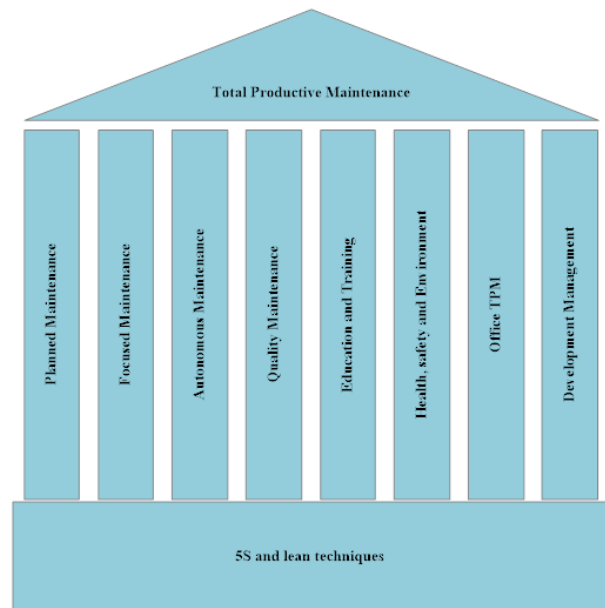 Total Productive Maintenance
Planned Maintenance
Focused Maintenance
Autonomous Maintenance
Quality Maintenance
Education and Training
Health, safety and Environment
Office TPM
Development Management
5S and lean techniques